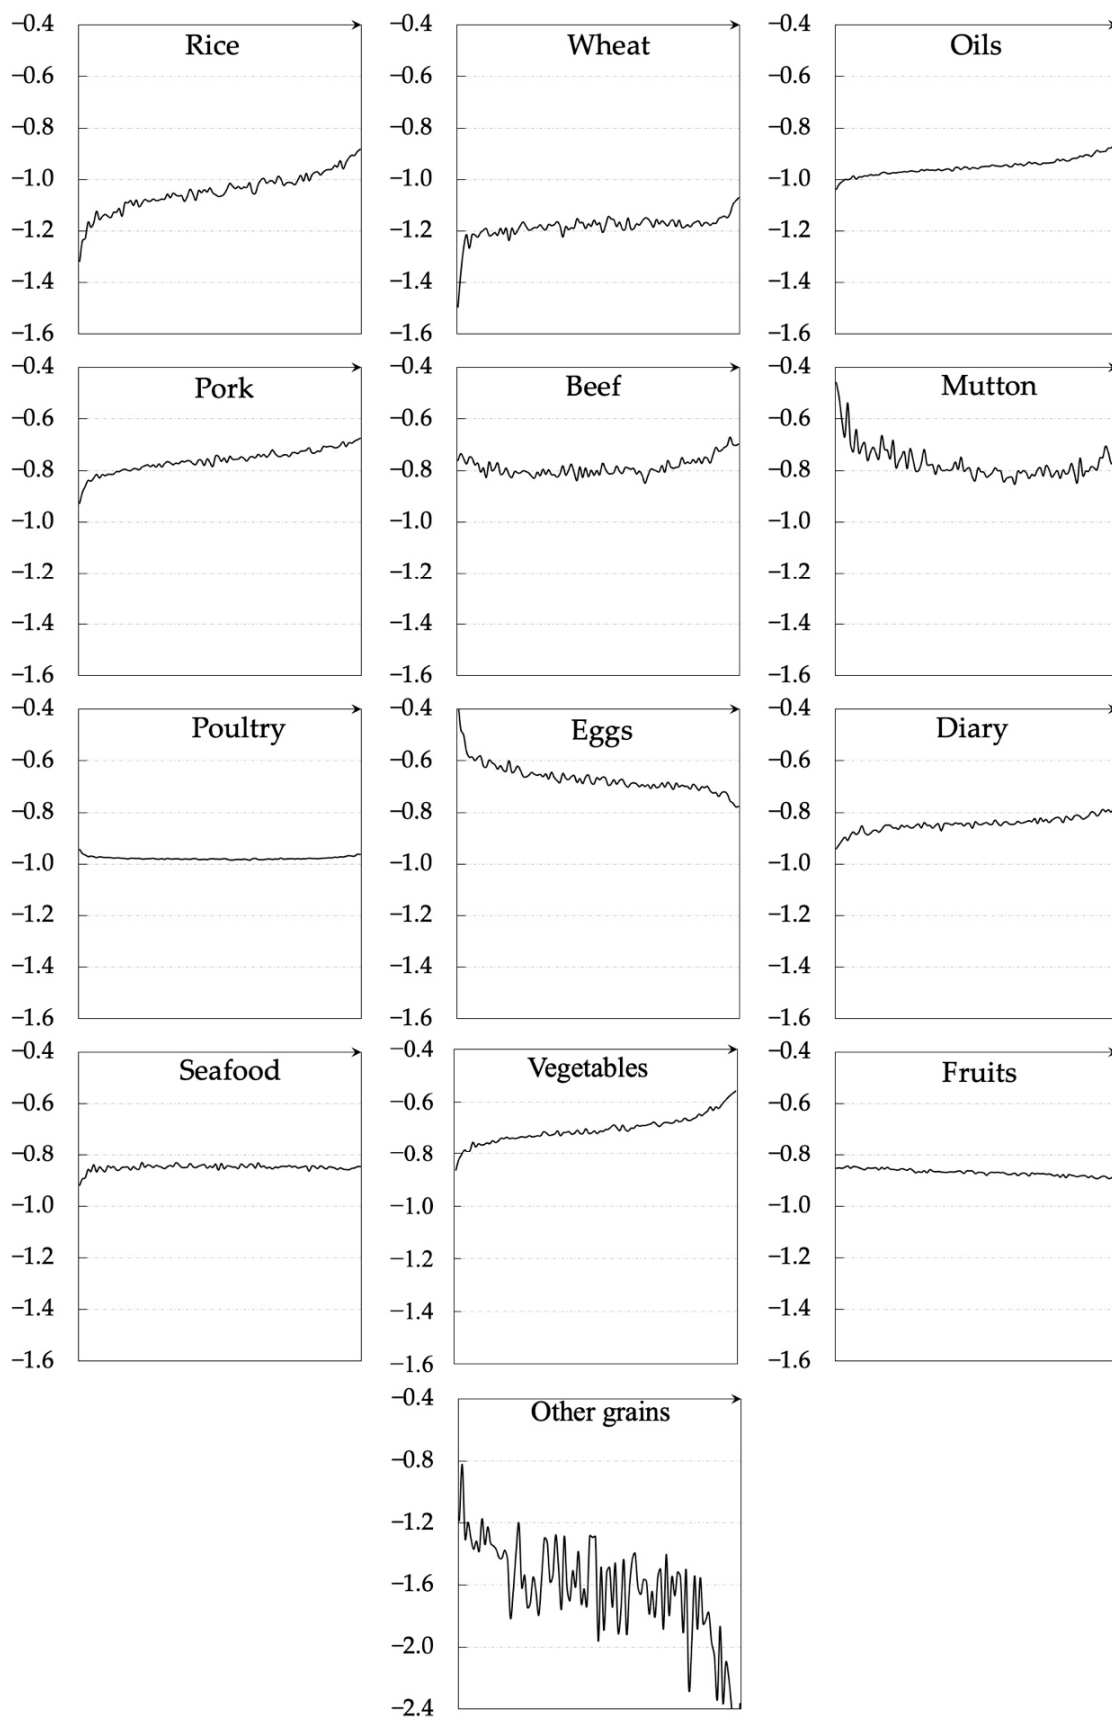 −0.4 −0.4 −0.4
Rice Wheat Oils
−0.6 −0.6 −0.6
−0.8 −0.8 −0.8
−1.0 −1.0 −1.0
−1.2 −1.2 −1.2
−1.4 −1.4 −1.4
−1.6 −1.6 −1.6
−0.4 −0.4 −0.4
Pork Beef Mutton
−0.6 −0.6 −0.6
−0.8 −0.8 −0.8
−1.0 −1.0 −1.0
−1.2 −1.2 −1.2
−1.4 −1.4 −1.4
−1.6 −1.6 −1.6
−0.4 −0.4 −0.4
Poultry Eggs Diary
−0.6 −0.6 −0.6
−0.8 −0.8 −0.8
−1.0 −1.0 −1.0
−1.2 −1.2 −1.2
−1.4 −1.4 −1.4
−1.6 −1.6 −1.6
−0.4 −0.4 −0.4
Seafood Vegetables Fruits
−0.6 −0.6 −0.6
−0.8 −0.8 −0.8
−1.0 −1.0 −1.0
−1.2 −1.2 −1.2
−1.4 −1.4 −1.4
−1.6 −1.6 −1.6
−0.4
Other grains
−0.8
−1.2
−1.6
−2.0
−2.4